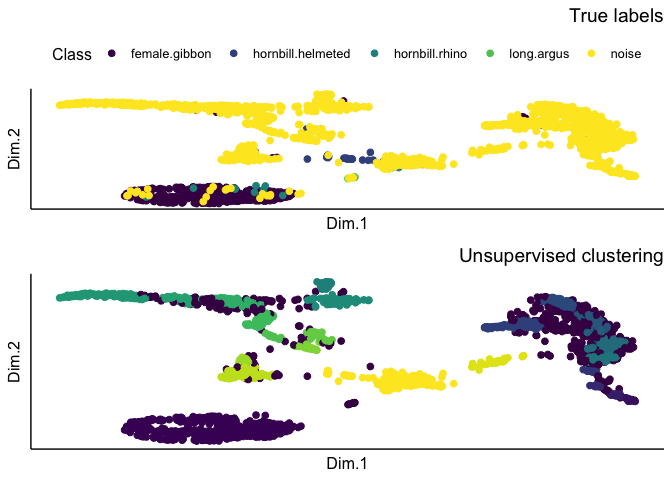 True labels
Class female.gibbon hornbill.helmeted hornbill.rhino long.argus noise
Dim.2
Dim.1
Unsupervised clustering
Dim.2
Dim.1